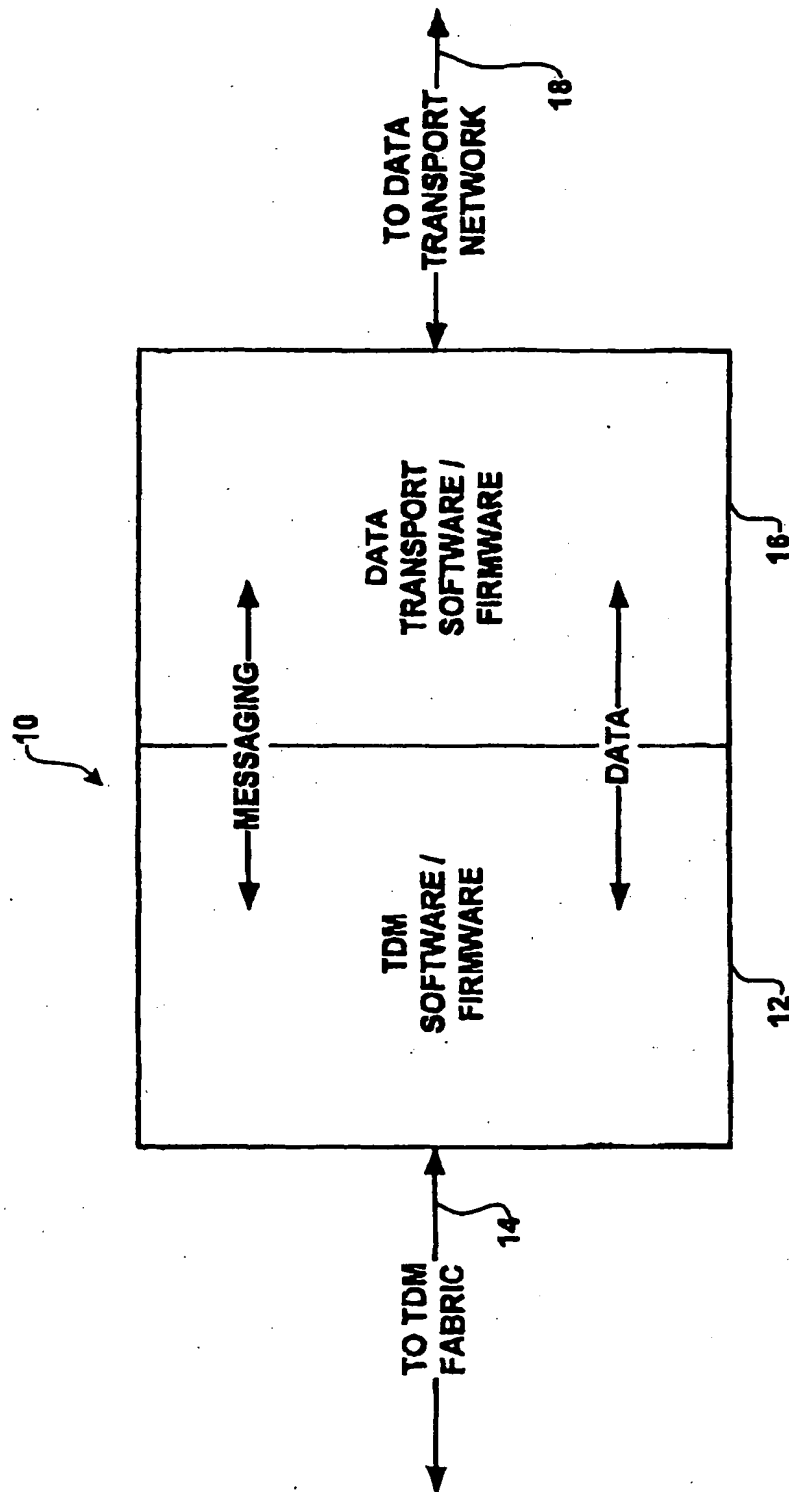 10
MESSAGING
TO TDM
FABRIC
14
TDM
SOFTWARE /
FIRMWARE
DATA
TRANSPORT
SOFTWARE /
FIRMWARE
TO DATA
TRANSPORT
NETWORK
18
DATA
12
16